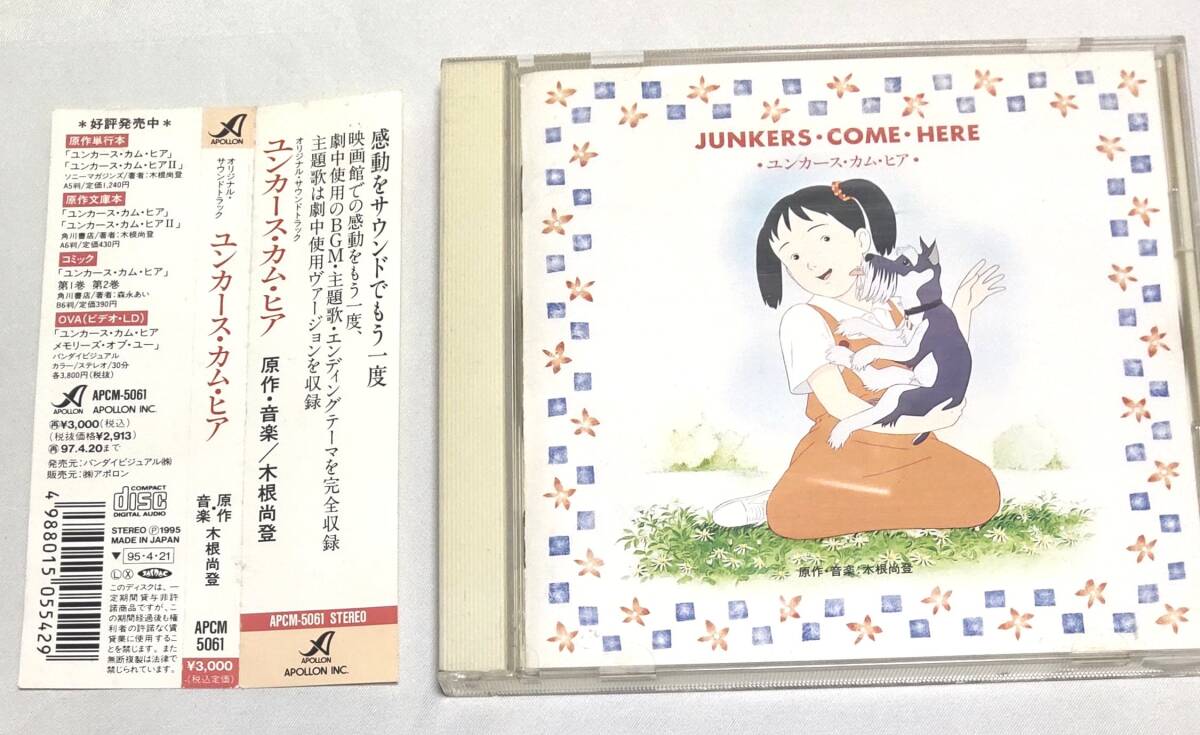 *好評発売中*
原作単行本
「ユンカース・カム・ヒア」
「ユンカース・カム・ヒアⅡ」
ソニーマガジンズ/著者:木根尚登
A5判/定価1,240円
原作文庫本
「ユンカース・カム・ヒア」
「ユンカース・カム・ヒアⅡ」
角川書店/著者:木根尚登
A6判/定価430円
コミック
「ユンカース・カム・ヒア」
第1巻 第2巻
角川書店/著者:森永あい
B6判/定価390円
OVA(ビデオ・LD)
「ユンカース・カム・ヒア
メモリーズ・オブ・ユー」
バンダイビジュアル
カラー/ステレオ/30分
各3,800円(税抜)
APOLLON
APCM-5061
APOLLON INC.
再¥3,000(税込)
(税抜価格¥2,913)
再97.4.20まで
発売元:バンダイビジュアル㈱
販売元:㈱アポロン
4988015055429
COMPACT
disc
DIGITAL AUDIO
STEREO Ⓟ1995
MADE IN JAPAN
▼95・4・21
Ⓛ Ⓧ
このディスクは、一
定期間貸与非許
諾商品ですが、こ
の期間経過後も権
利者の許諾なく賃
貸業に使用するこ
とを禁じます。また
無断複製は法律で
禁じられています。
APOLLON
オリジナル・
サウンドトラック
ユンカース・カム・ヒア
原作・
音楽
木根尚登
APCM
5061
¥3,000
(税込定価)
感動をサウンドでもう一度
映画館での感動をもう一度、
劇中使用のBGM・主題歌・エンディングテーマを完全収録
主題歌は劇中使用ヴァージョンを収録
オリジナル・サウンドトラック
ユンカース・カム・ヒア
原作・音楽/木根尚登
APCM-5061 STEREO
APOLLON
APOLLON INC.
JUNKERS・COME・HERE
・ユンカース・カム・ヒア・
原作・音楽:木根尚登